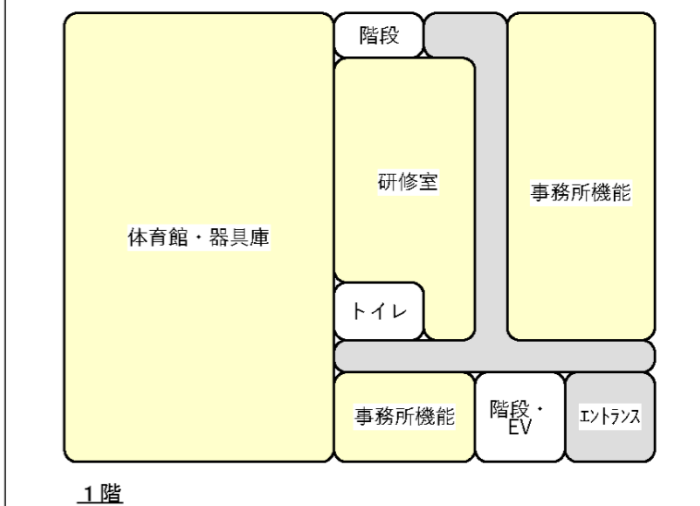 階段
研修室
事務所機能
体育館・器具庫
トイレ
事務所機能
階段・
EV
エントランス
1階